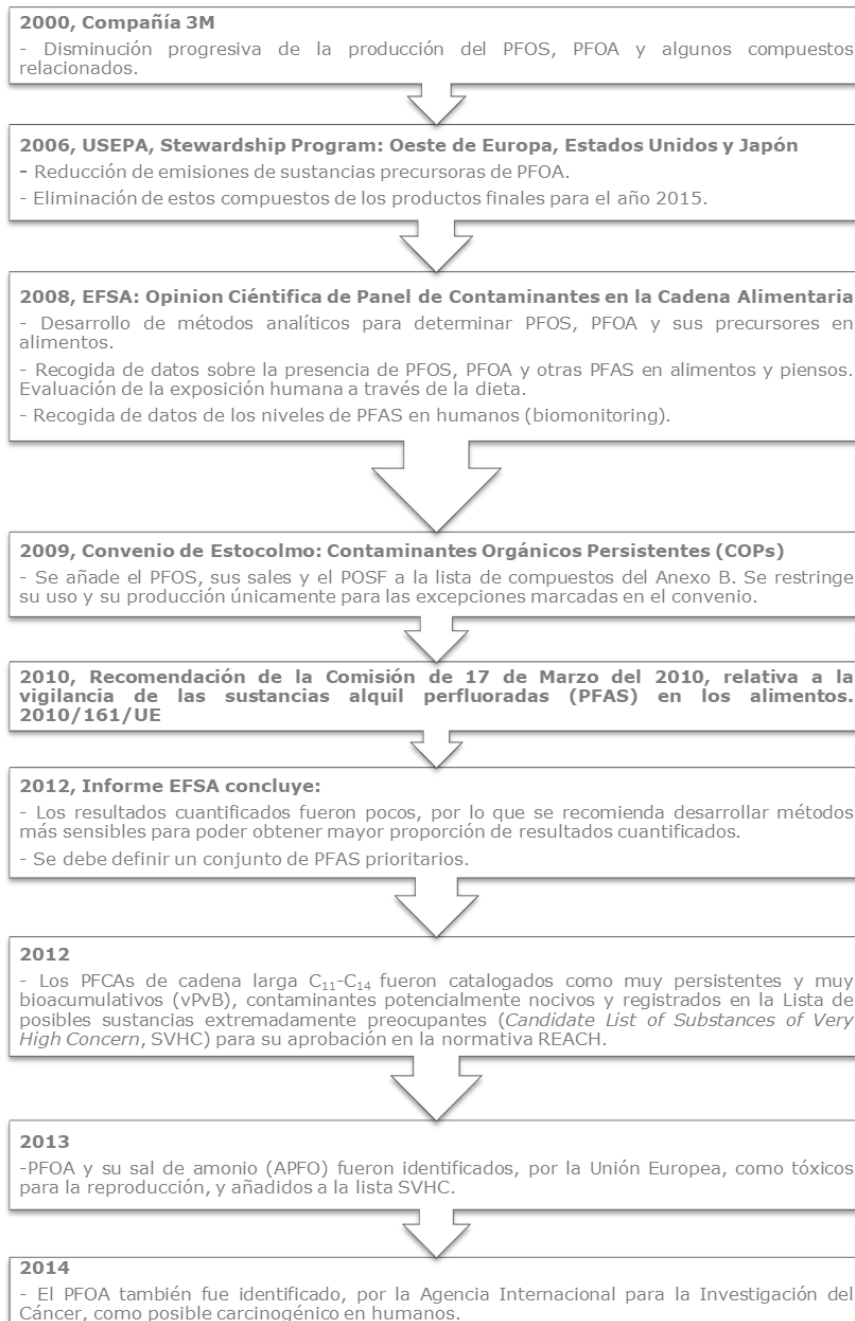 2000, Compañía 3M
- Disminución progresiva de la producción del PFOS, PFOA y algunos compuestos
relacionados.
2006, USEPA, Stewardship Program: Oeste de Europa, Estados Unidos y Japón
- Reducción de emisiones de sustancias precursoras de PFOA.
- Eliminación de estos compuestos de los productos finales para el año 2015.
2008, EFSA: Opinion Ciéntifica de Panel de Contaminantes en la Cadena Alimentaria
- Desarrollo de métodos analíticos para determinar PFOS, PFOA y sus precursores en
alimentos.
- Recogida de datos sobre la presencia de PFOS, PFOA y otras PFAS en alimentos y piensos.
Evaluación de la exposición humana a través de la dieta.
- Recogida de datos de los niveles de PFAS en humanos (biomonitoring).
2009, Convenio de Estocolmo: Contaminantes Orgánicos Persistentes (COPs)
- Se añade el PFOS, sus sales y el POSF a la lista de compuestos del Anexo B. Se restringe
su uso y su producción únicamente para las excepciones marcadas en el convenio.
2010, Recomendación de la Comisión de 17 de Marzo del 2010, relativa a la
vigilancia de las sustancias alquil perfluoradas (PFAS) en los alimentos.
2010/161/UE
2012, Informe EFSA concluye:
- Los resultados cuantificados fueron pocos, por lo que se recomienda desarrollar métodos
más sensibles para poder obtener mayor proporción de resultados cuantificados.
- Se debe definir un conjunto de PFAS prioritarios.
2012
- Los PFCAs de cadena larga C₁₁-C₁₄ fueron catalogados como muy persistentes y muy
bioacumulativos (vPvB), contaminantes potencialmente nocivos y registrados en la Lista de
posibles sustancias extremadamente preocupantes (Candidate List of Substances of Very
High Concern, SVHC) para su aprobación en la normativa REACH.
2013
-PFOA y su sal de amonio (APFO) fueron identificados, por la Unión Europea, como tóxicos
para la reproducción, y añadidos a la lista SVHC.
2014
- El PFOA también fue identificado, por la Agencia Internacional para la Investigación del
Cáncer, como posible carcinogénico en humanos.